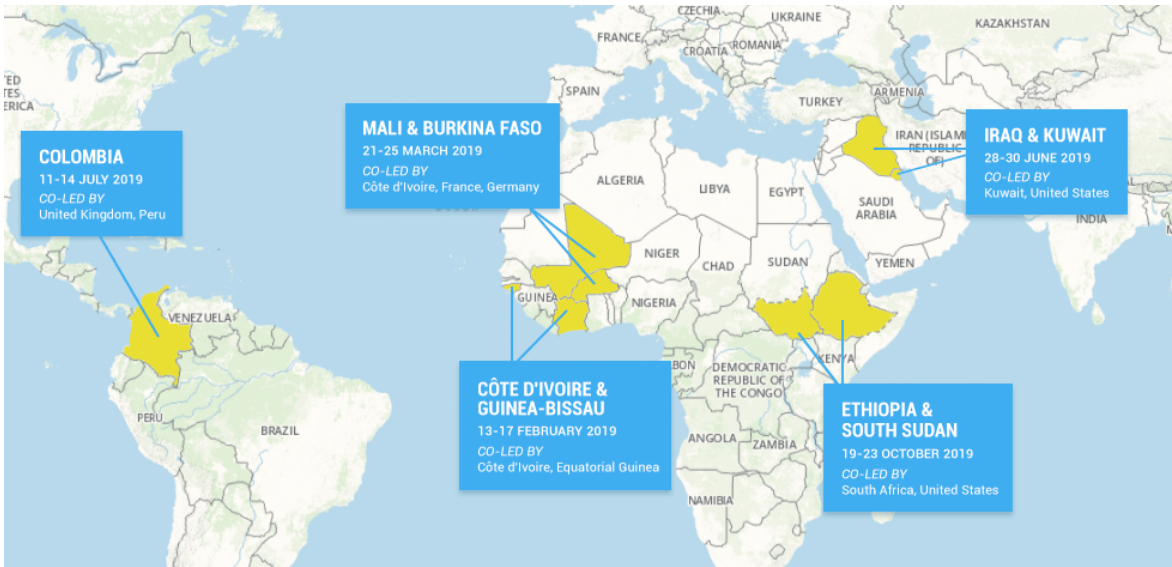 CZECHIA
UKRAINE
KAZAKHSTAN
FRANCE
CROATIA
ROMANIA
SPAIN
TURKEY
ARMENIA
TED
TES
ERICA
COLOMBIA
11-14 JULY 2019
CO-LED BY
United Kingdom, Peru
MALI & BURKINA FASO
21-25 MARCH 2019
CO-LED BY
Côte d'Ivoire, France, Germany
IRAN (ISLAMI
REPUBLIC
OF)
IRAQ & KUWAIT
28-30 JUNE 2019
CO-LED BY
Kuwait, United States
ALGERIA
LIBYA
EGYPT
SAUDI
ARABIA
INDIA
NIGER
CHAD
SUDAN
YEMEN
GUINEA
NIGERIA
VENEZUELA
KENYA
BON
DEMOCRATIC
REPUBLIC OF
THE CONGO
CÔTE D'IVOIRE &
GUINEA-BISSAU
13-17 FEBRUARY 2019
CO-LED BY
Côte d'Ivoire, Equatorial Guinea
ETHIOPIA &
SOUTH SUDAN
19-23 OCTOBER 2019
CO-LED BY
South Africa, United States
PERU
BRAZIL
ANGOLA
ZAMBIA
NAMIBIA